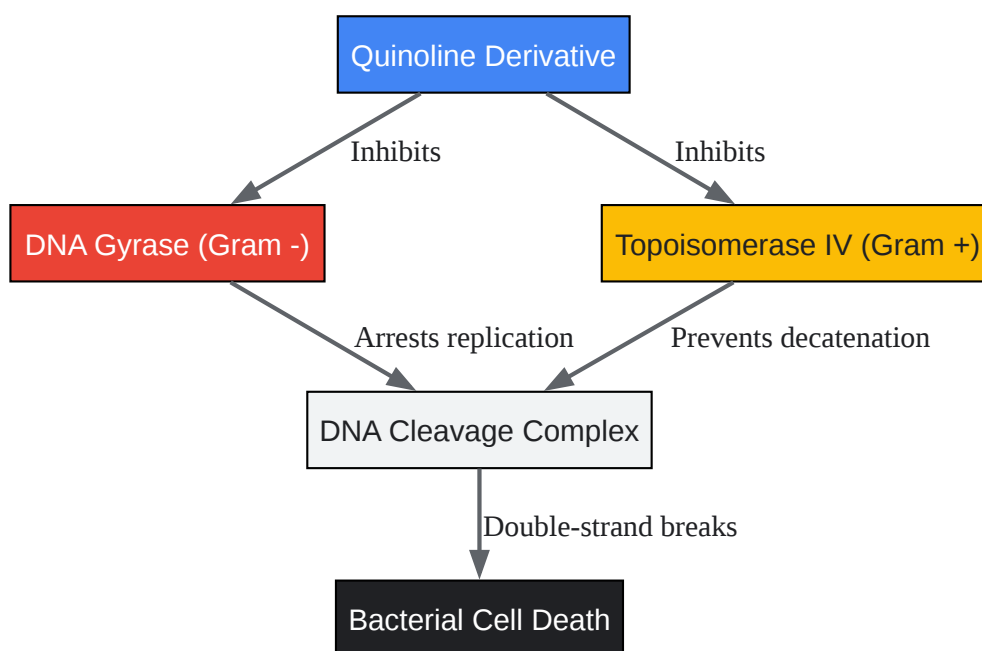 Quinoline Derivative
Inhibits
Inhibits
DNA Gyrase (Gram -)
Topoisomerase IV (Gram +)
Arrests replication
Prevents decatenation
DNA Cleavage Complex
Double-strand breaks
Bacterial Cell Death